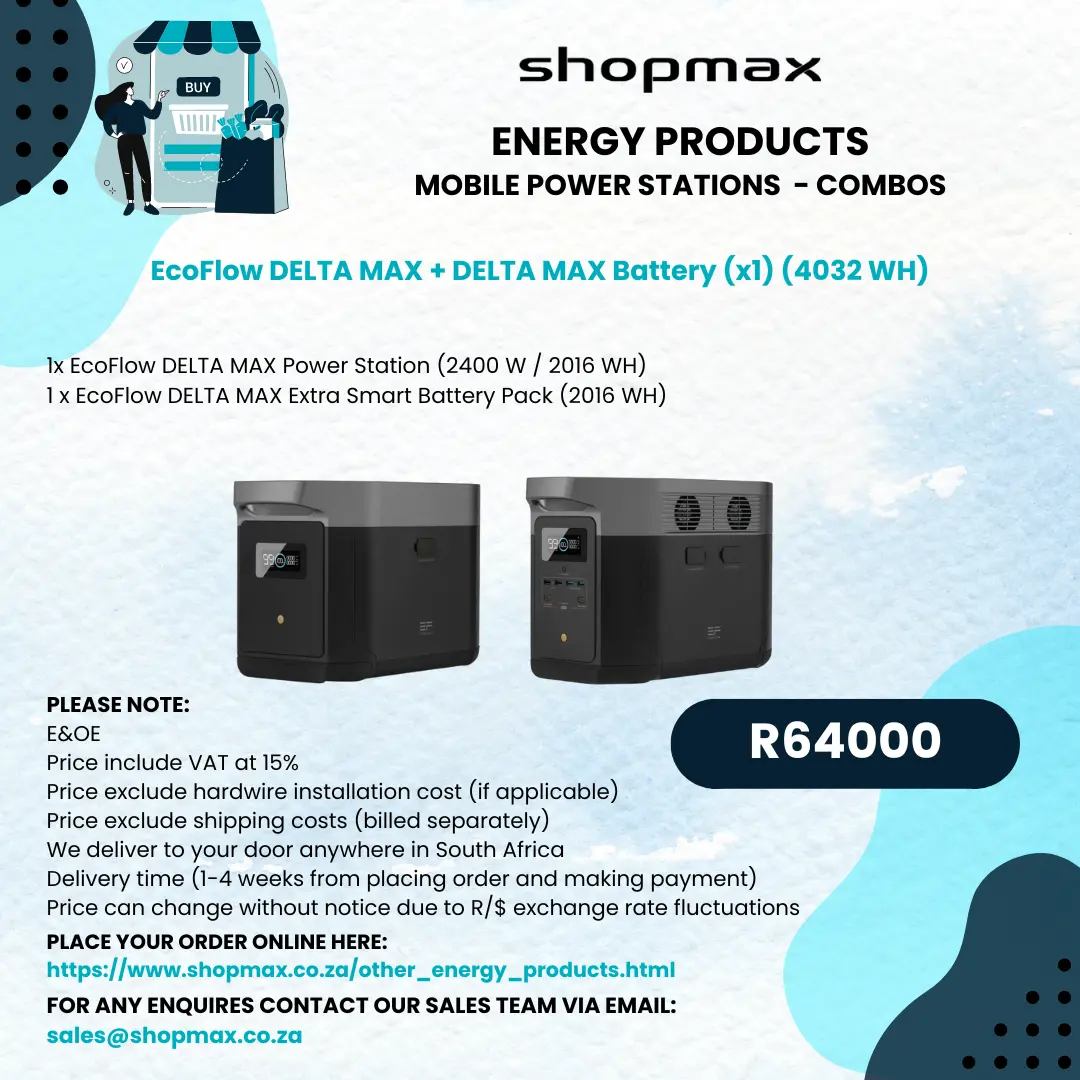 BUY
shopmax
ENERGY PRODUCTS
MOBILE POWER STATIONS - COMBOS
EcoFlow DELTA MAX + DELTA MAX Battery (x1) (4032 WH)
1x EcoFlow DELTA MAX Power Station (2400 W / 2016 WH)
1 x EcoFlow DELTA MAX Extra Smart Battery Pack (2016 WH)
PLEASE NOTE:
E&OE
Price include VAT at 15%
Price exclude hardwire installation cost (if applicable)
Price exclude shipping costs (billed separately)
We deliver to your door anywhere in South Africa
Delivery time (1-4 weeks from placing order and making payment)
Price can change without notice due to R/$ exchange rate fluctuations
R64000
PLACE YOUR ORDER ONLINE HERE:
https://www.shopmax.co.za/other_energy_products.html
FOR ANY ENQUIRES CONTACT OUR SALES TEAM VIA EMAIL:
sales@shopmax.co.za